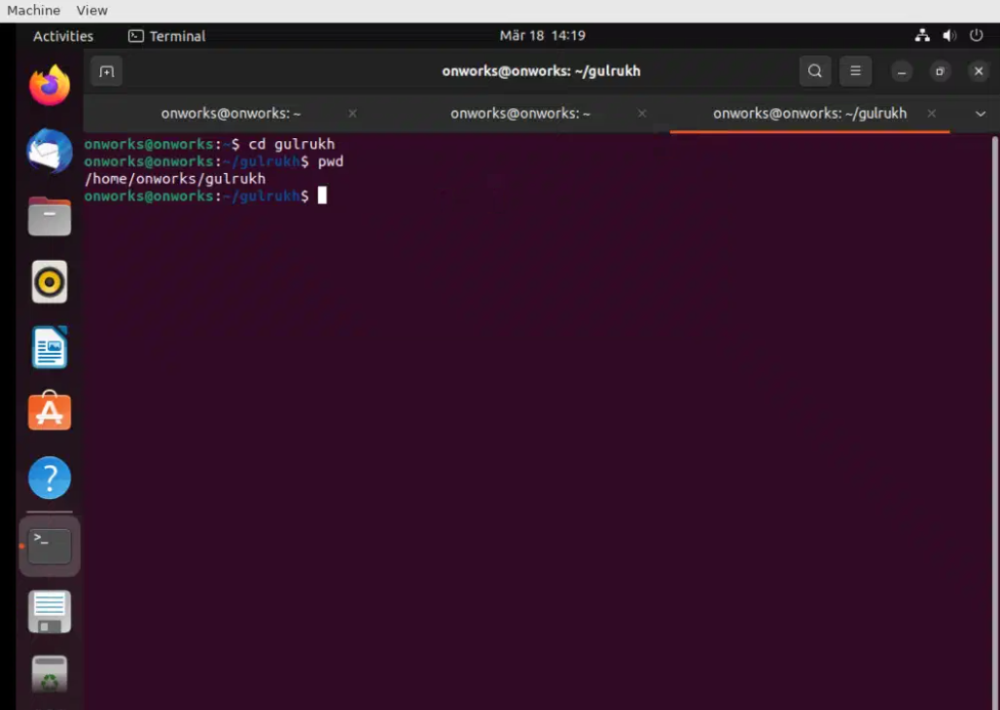 Machine View
Activities Terminal Mär 18 14:19
onworks@onworks: ~/gulrukh
onworks@onworks: ~ onworks@onworks: ~ onworks@onworks: ~/gulrukh
onworks@onworks:~$ cd gulrukh
onworks@onworks:~/gulrukh$ pwd
/home/onworks/gulrukh
onworks@onworks:~/gulrukh$